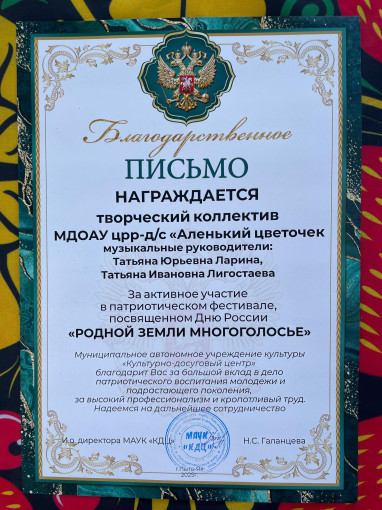 Благодарственное
ПИСЬМО
НАГРАЖДАЕТСЯ
творческий коллектив
МДОАУ црр-д/с «Аленький цветочек
музыкальные руководители:
Татьяна Юрьевна Ларина,
Татьяна Ивановна Лигостаева
За активное участие
в патриотическом фестивале,
посвященном Дню России
«РОДНОЙ ЗЕМЛИ МНОГОГОЛОСЬЕ»
Муниципальное автономное учреждение культуры
«Культурно-досуговый центр»
благодарит Вас за большой вклад в дело
патриотического воспитания молодежи и
подрастающего поколения,
за высокий профессионализм и кропотливый труд.
Надеемся на дальнейшее сотрудничество
И.о. директора МАУК «КДЦ» Н.С. Галанцева
МАУК
«КДЦ»
г.Пыть-Ях